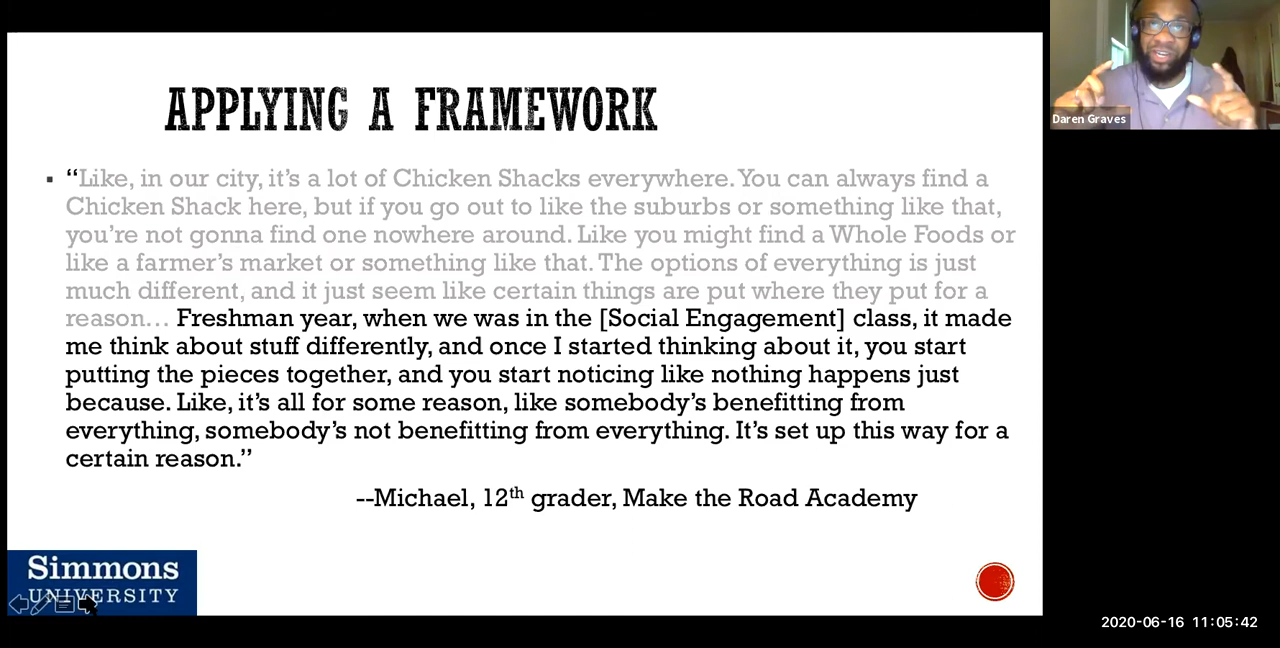 APPLYING A FRAMEWORK
▪ “Like, in our city, it’s a lot of Chicken Shacks everywhere. You can always find a
Chicken Shack here, but if you go out to like the suburbs or something like that,
you’re not gonna find one nowhere around. Like you might find a Whole Foods or
like a farmer’s market or something like that. The options of everything is just
much different, and it just seem like certain things are put where they put for a
reason… Freshman year, when we was in the [Social Engagement] class, it made
me think about stuff differently, and once I started thinking about it, you start
putting the pieces together, and you start noticing like nothing happens just
because. Like, it’s all for some reason, like somebody’s benefitting from
everything, somebody’s not benefitting from everything. It’s set up this way for a
certain reason.”
--Michael, 12th grader, Make the Road Academy
Simmons
UNIVERSITY
Daren Graves
2020-06-16 11:05:42